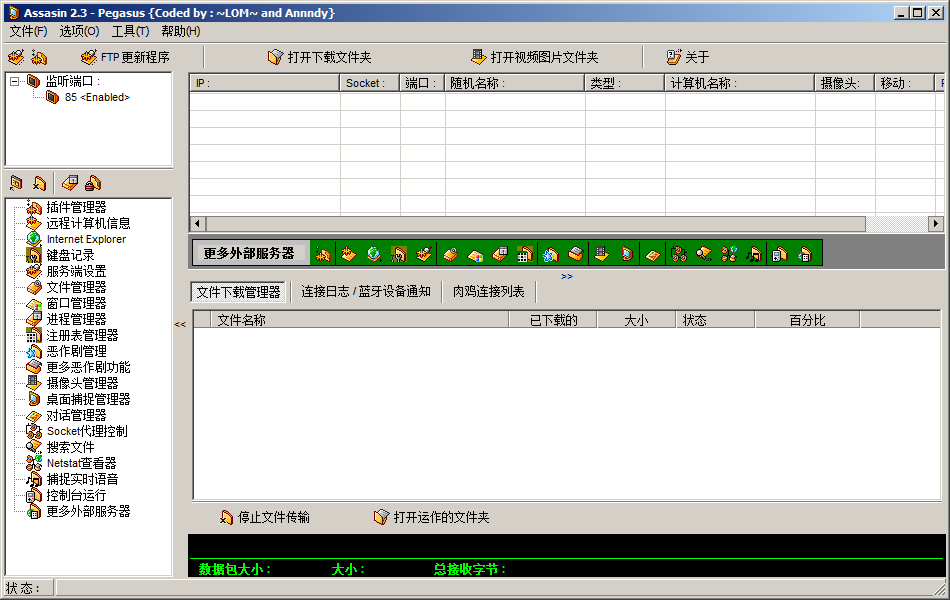 Assasin 2.3 - Pegasus {Coded by : ~LOM~ and Annndy}
文件(F) 选项(O) 工具(T) 帮助(H)
FTP 更新程序 打开下载文件夹 打开视频图片文件夹 关于
监听端口 :
85 <Enabled>
IP : Socket : 端口 : 随机名称 : 类型 : 计算机名称 : 摄像头: 移动 :
插件管理器
远程计算机信息
Internet Explorer
键盘记录
服务端设置
文件管理器
窗口管理器
进程管理器
注册表管理器
恶作剧管理
更多恶作剧功能
摄像头管理器
桌面捕捉管理器
对话管理器
Socket代理控制
搜索文件
Netstat查看器
捕捉实时语音
控制台运行
更多外部服务器
<<
更多外部服务器
>>
文件下载管理器 连接日志 / 蓝牙设备通知 肉鸡连接列表
文件名称 已下载的 大小 状态 百分比
停止文件传输 打开运作的文件夹
数据包大小 : 大小 : 总接收字节 :
状 态 :